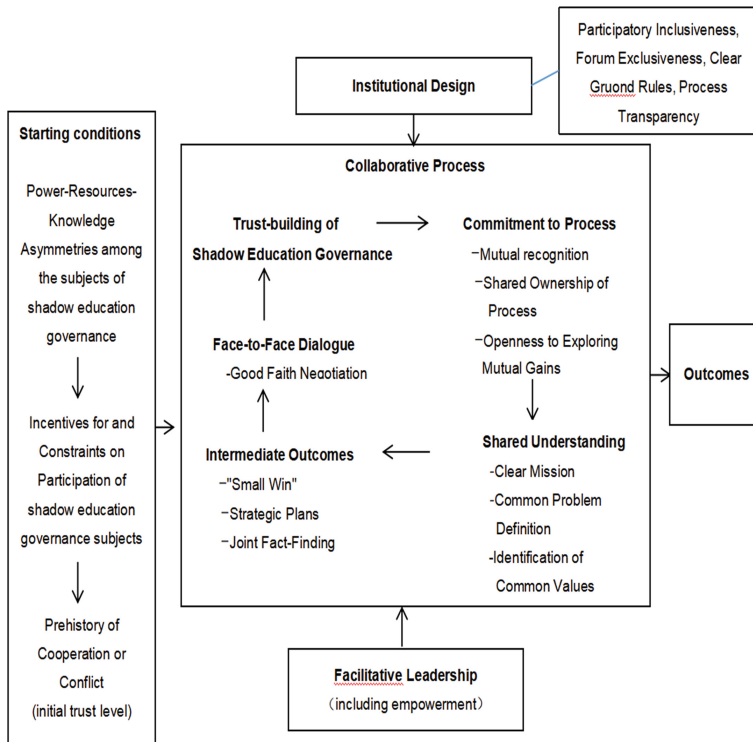 Participatory Inclusiveness,
Forum Exclusiveness, Clear
Gruond Rules, Process
Transparency
Institutional Design
Starting conditions
Power-Resources-
Knowledge
Asymmetries among
the subjects of
shadow education
governance
Incentives for and
Constraints on
Participation of
shadow education
governance subjects
Prehistory of
Cooperation or
Conflict
(initial trust level)
Collaborative Process
Trust-building of
Shadow Education Governance
Commitment to Process
-Mutual recognition
-Shared Ownership of
Process
-Openness to Exploring
Mutual Gains
Face-to-Face Dialogue
-Good Faith Negotiation
Shared Understanding
-Clear Mission
-Common Problem
Definition
-Identification of
Common Values
Intermediate Outcomes
-"Small Win"
-Strategic Plans
-Joint Fact-Finding
Outcomes
Facilitative Leadership
（including empowerment）